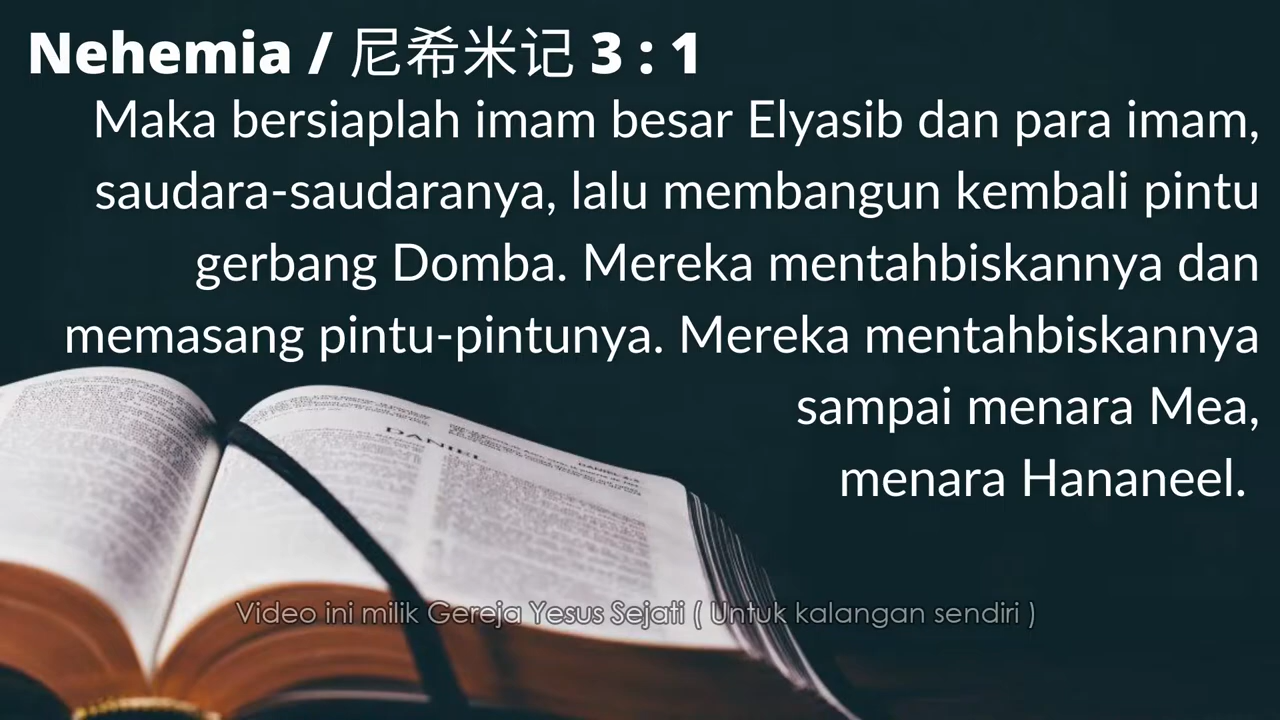 Nehemia / 尼希米记 3 : 1
Maka bersiaplah imam besar Elyasib dan para imam,
saudara-saudaranya, lalu membangun kembali pintu
gerbang Domba. Mereka mentahbiskannya dan
memasang pintu-pintunya. Mereka mentahbiskannya
sampai menara Mea,
menara Hananeel.
DANIEL
Video ini milik Gereja Yesus Sejati ( Untuk kalangan sendiri )